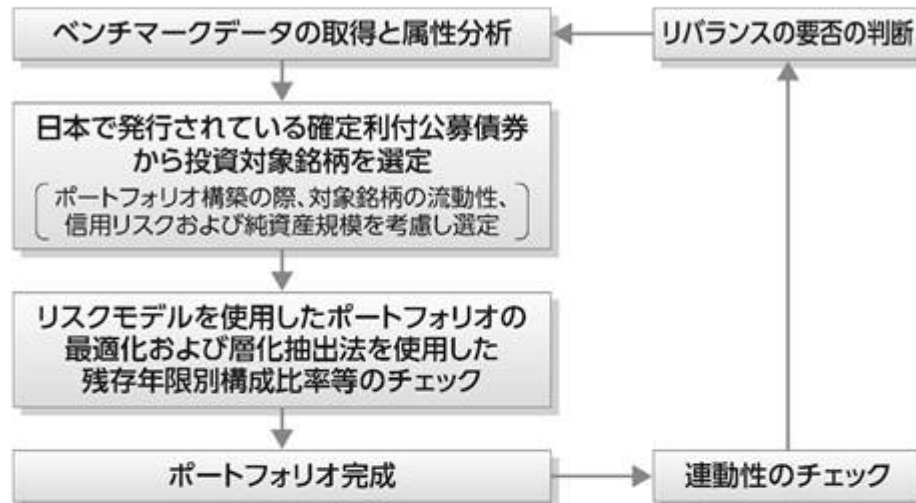 ベンチマークデータの取得と属性分析
リバランスの要否の判断
日本で発行されている確定利付公募債券
から投資対象銘柄を選定
ポートフォリオ構築の際、対象銘柄の流動性、
信用リスクおよび純資産規模を考慮し選定
リスクモデルを使用したポートフォリオの
最適化および層化抽出法を使用した
残存年限別構成比率等のチェック
ポートフォリオ完成
連動性のチェック